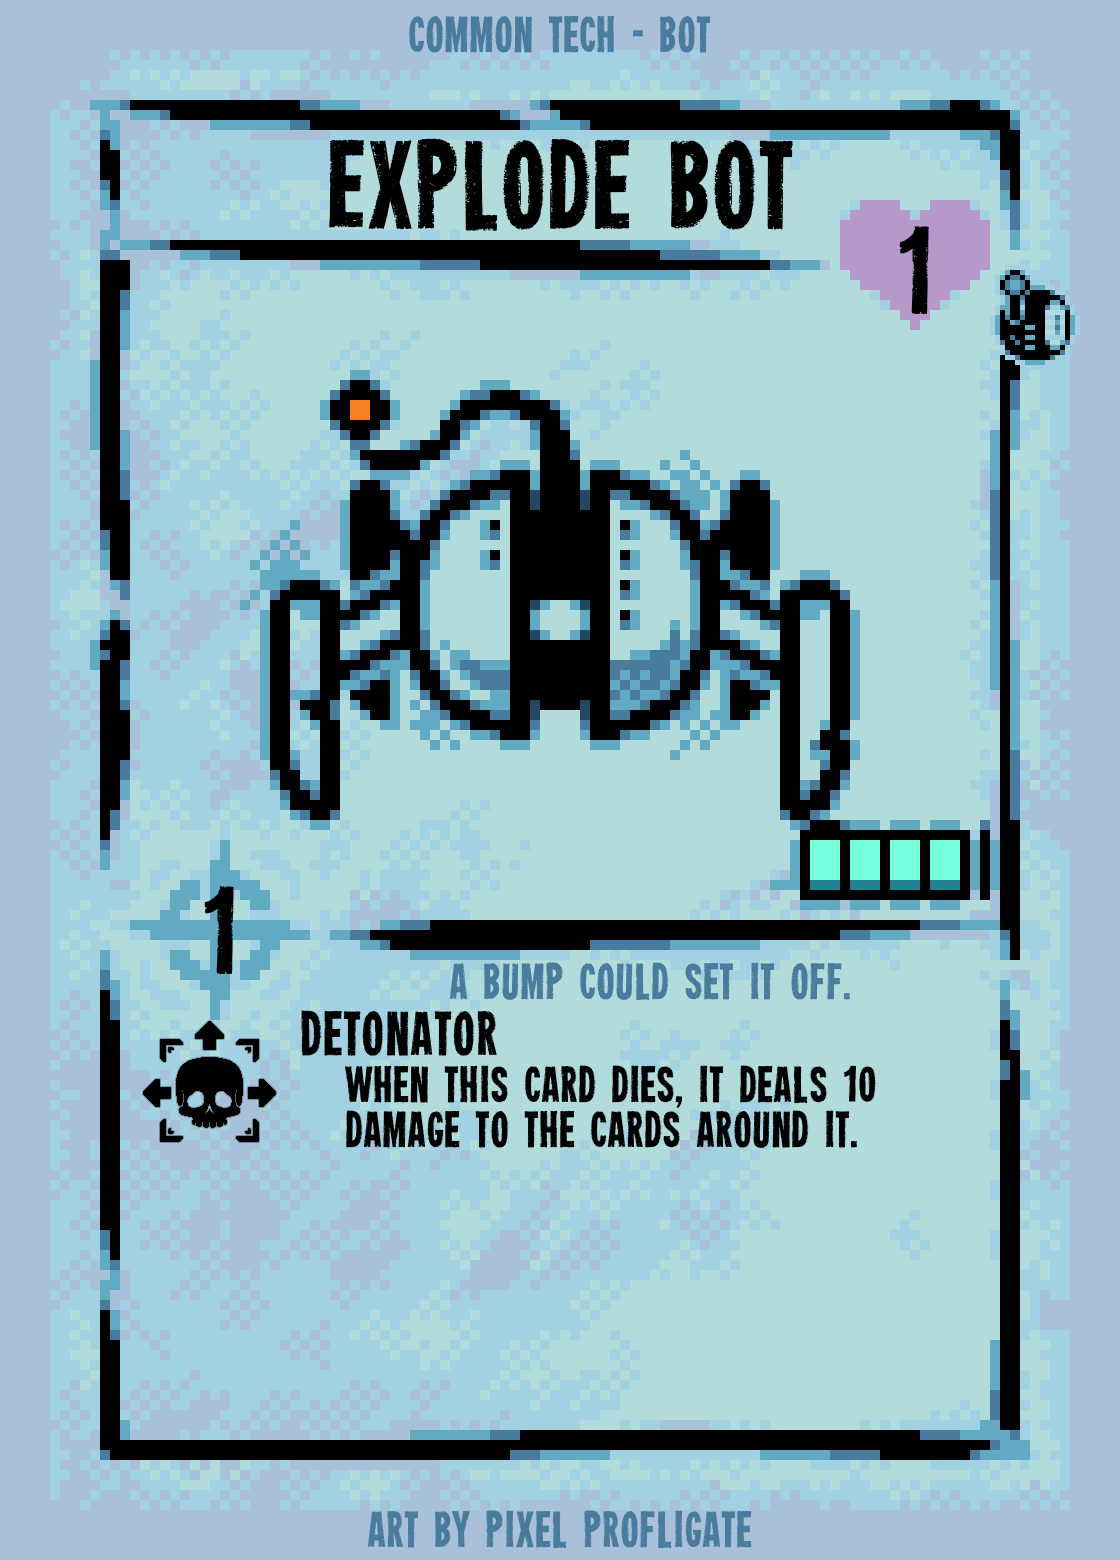 COMMON TECH - BOT
EXPLODE BOT
1
1
A BUMP COULD SET IT OFF.
DETONATOR
WHEN THIS CARD DIES, IT DEALS 10
DAMAGE TO THE CARDS AROUND IT.
ART BY PIXEL PROFLIGATE